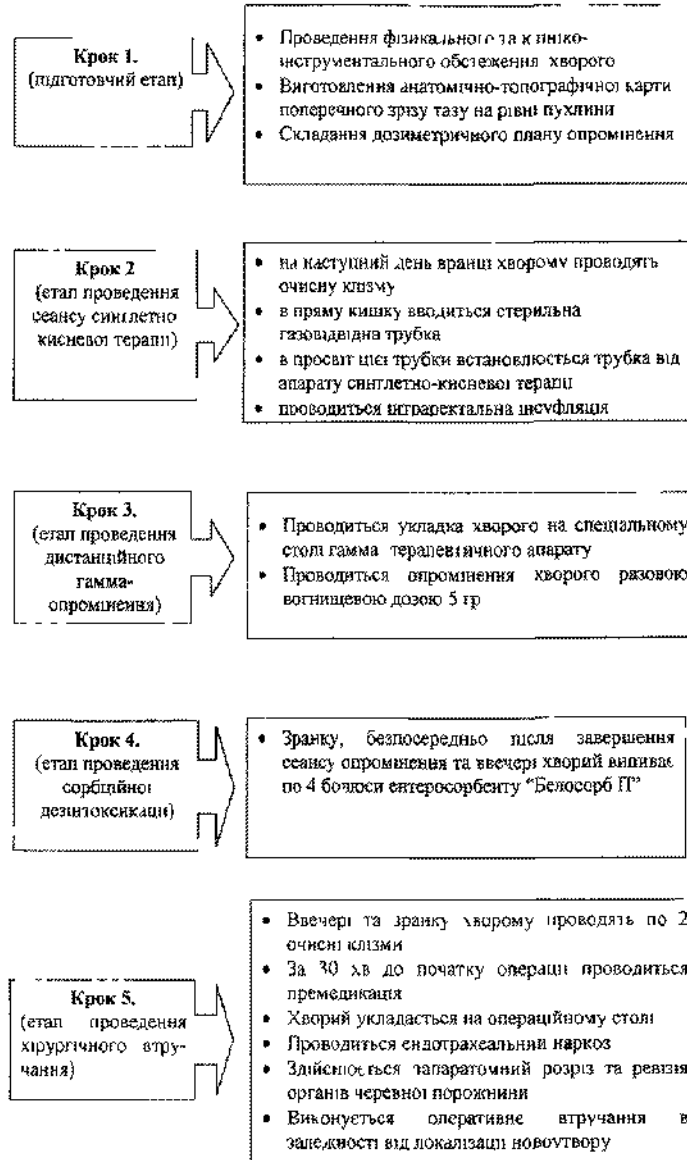 Крок 1.
(підготовчий етап)
• Проведення фізикального та клініко-
інструментального обстеження хворого
• Виготовлення анатомічно-топографічної карти
поперечного зрізу тазу на рівні пухлини
• Складання дозиметричного плану опромінення
Крок 2
(етап проведення
сеансу синглетно
кисневої терапії)
• на наступний день вранці хворому проводять
очисну клізму
• в пряму кишку вводиться стерильна
газовідвідна трубка
• в просвіт цієї трубки встановлюється трубка від
апарату синглетно-кисневої терапії
• проводиться інтраректальна інсуфляція
Крок 3.
(етап проведення
дистанційного
гамма-
опромінення)
• Проводиться укладка хворого на спеціальному
столі гамма терапевтичного апарату
• Проводиться опромінення хворого разовою
вогнищевою дозою 5 гр
Крок 4.
(етап проведення
сорбційної
дезінтоксикації)
• Зранку, безпосередньо після завершення
сеансу опромінення та ввечері хворий випиває
по 4 болюси ентеросорбенту “Белосорб П”
Крок 5.
(етап проведення
хірургічного втру-
чання)
• Ввечері та зранку хворому проводять по 2
очисні клізми
• За 30 хв до початку операції проводиться
премедикація
• Хворий укладається на операційному столі
• Проводиться ендотрахеальний наркоз
• Здійснюється лапаратомний розріз та ревізія
органів черевної порожнини
• Виконується оперативне втручання в
залежності від локалізації новоутвору